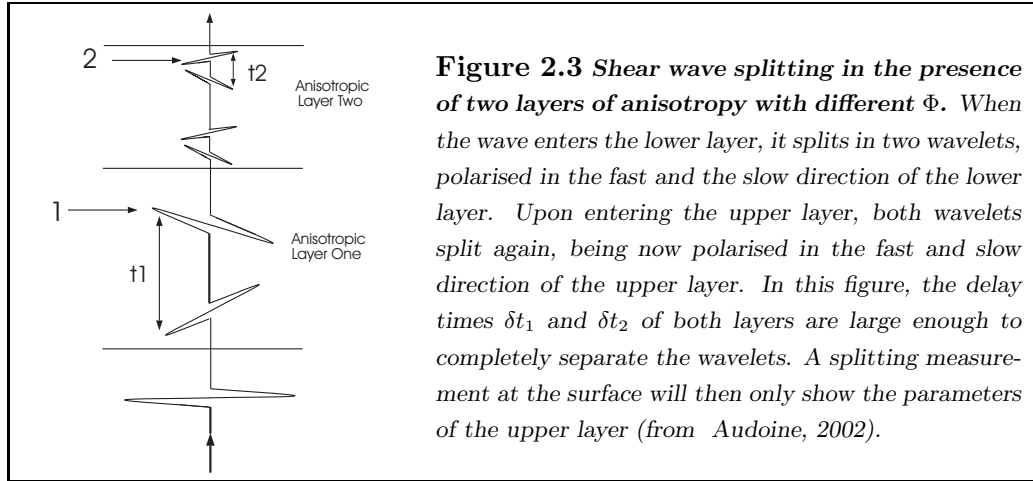 2
t2
Anisotropic
Layer Two
1
t1
Anisotropic
Layer One
Figure 2.3 Shear wave splitting in the presence
of two layers of anisotropy with different Φ. When
the wave enters the lower layer, it splits in two wavelets,
polarised in the fast and the slow direction of the lower
layer. Upon entering the upper layer, both wavelets
split again, being now polarised in the fast and slow
direction of the upper layer. In this figure, the delay
times δt₁ and δt₂ of both layers are large enough to
completely separate the wavelets. A splitting measure-
ment at the surface will then only show the parameters
of the upper layer (from Audoine, 2002).